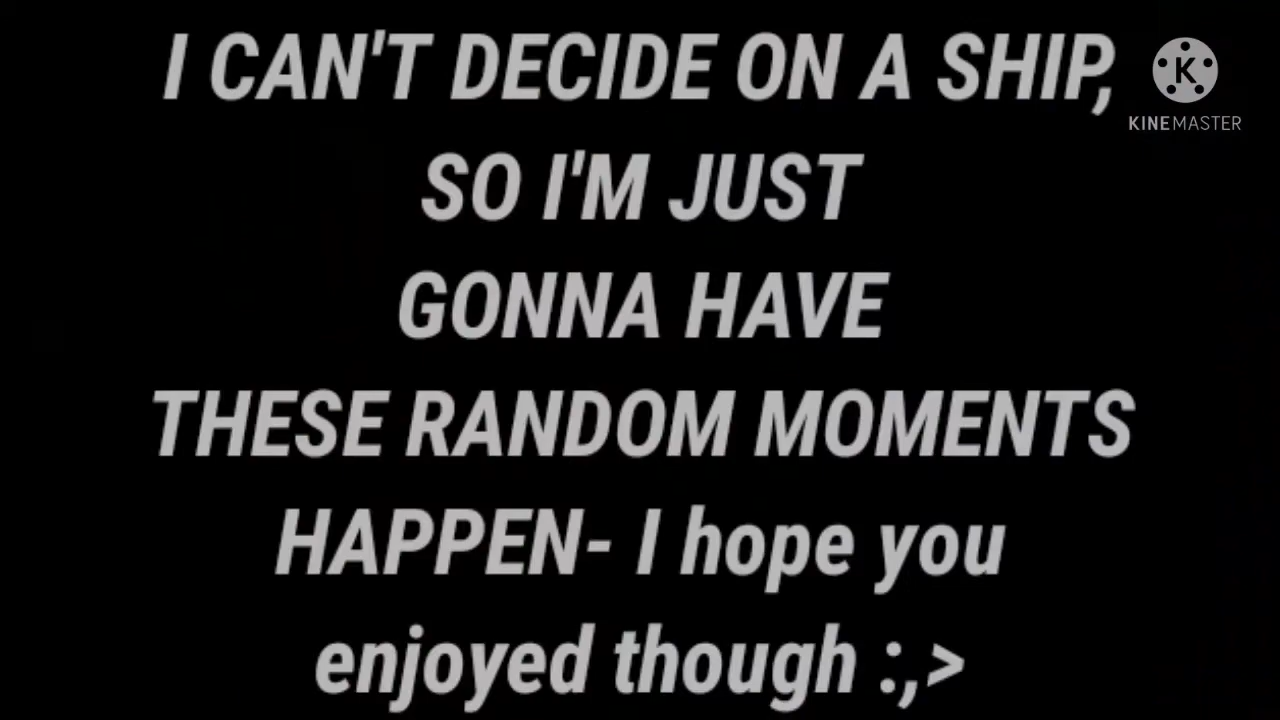 I CAN'T DECIDE ON A SHIP,
K
KINEMASTER
SO I'M JUST
GONNA HAVE
THESE RANDOM MOMENTS
HAPPEN- I hope you
enjoyed though :,>